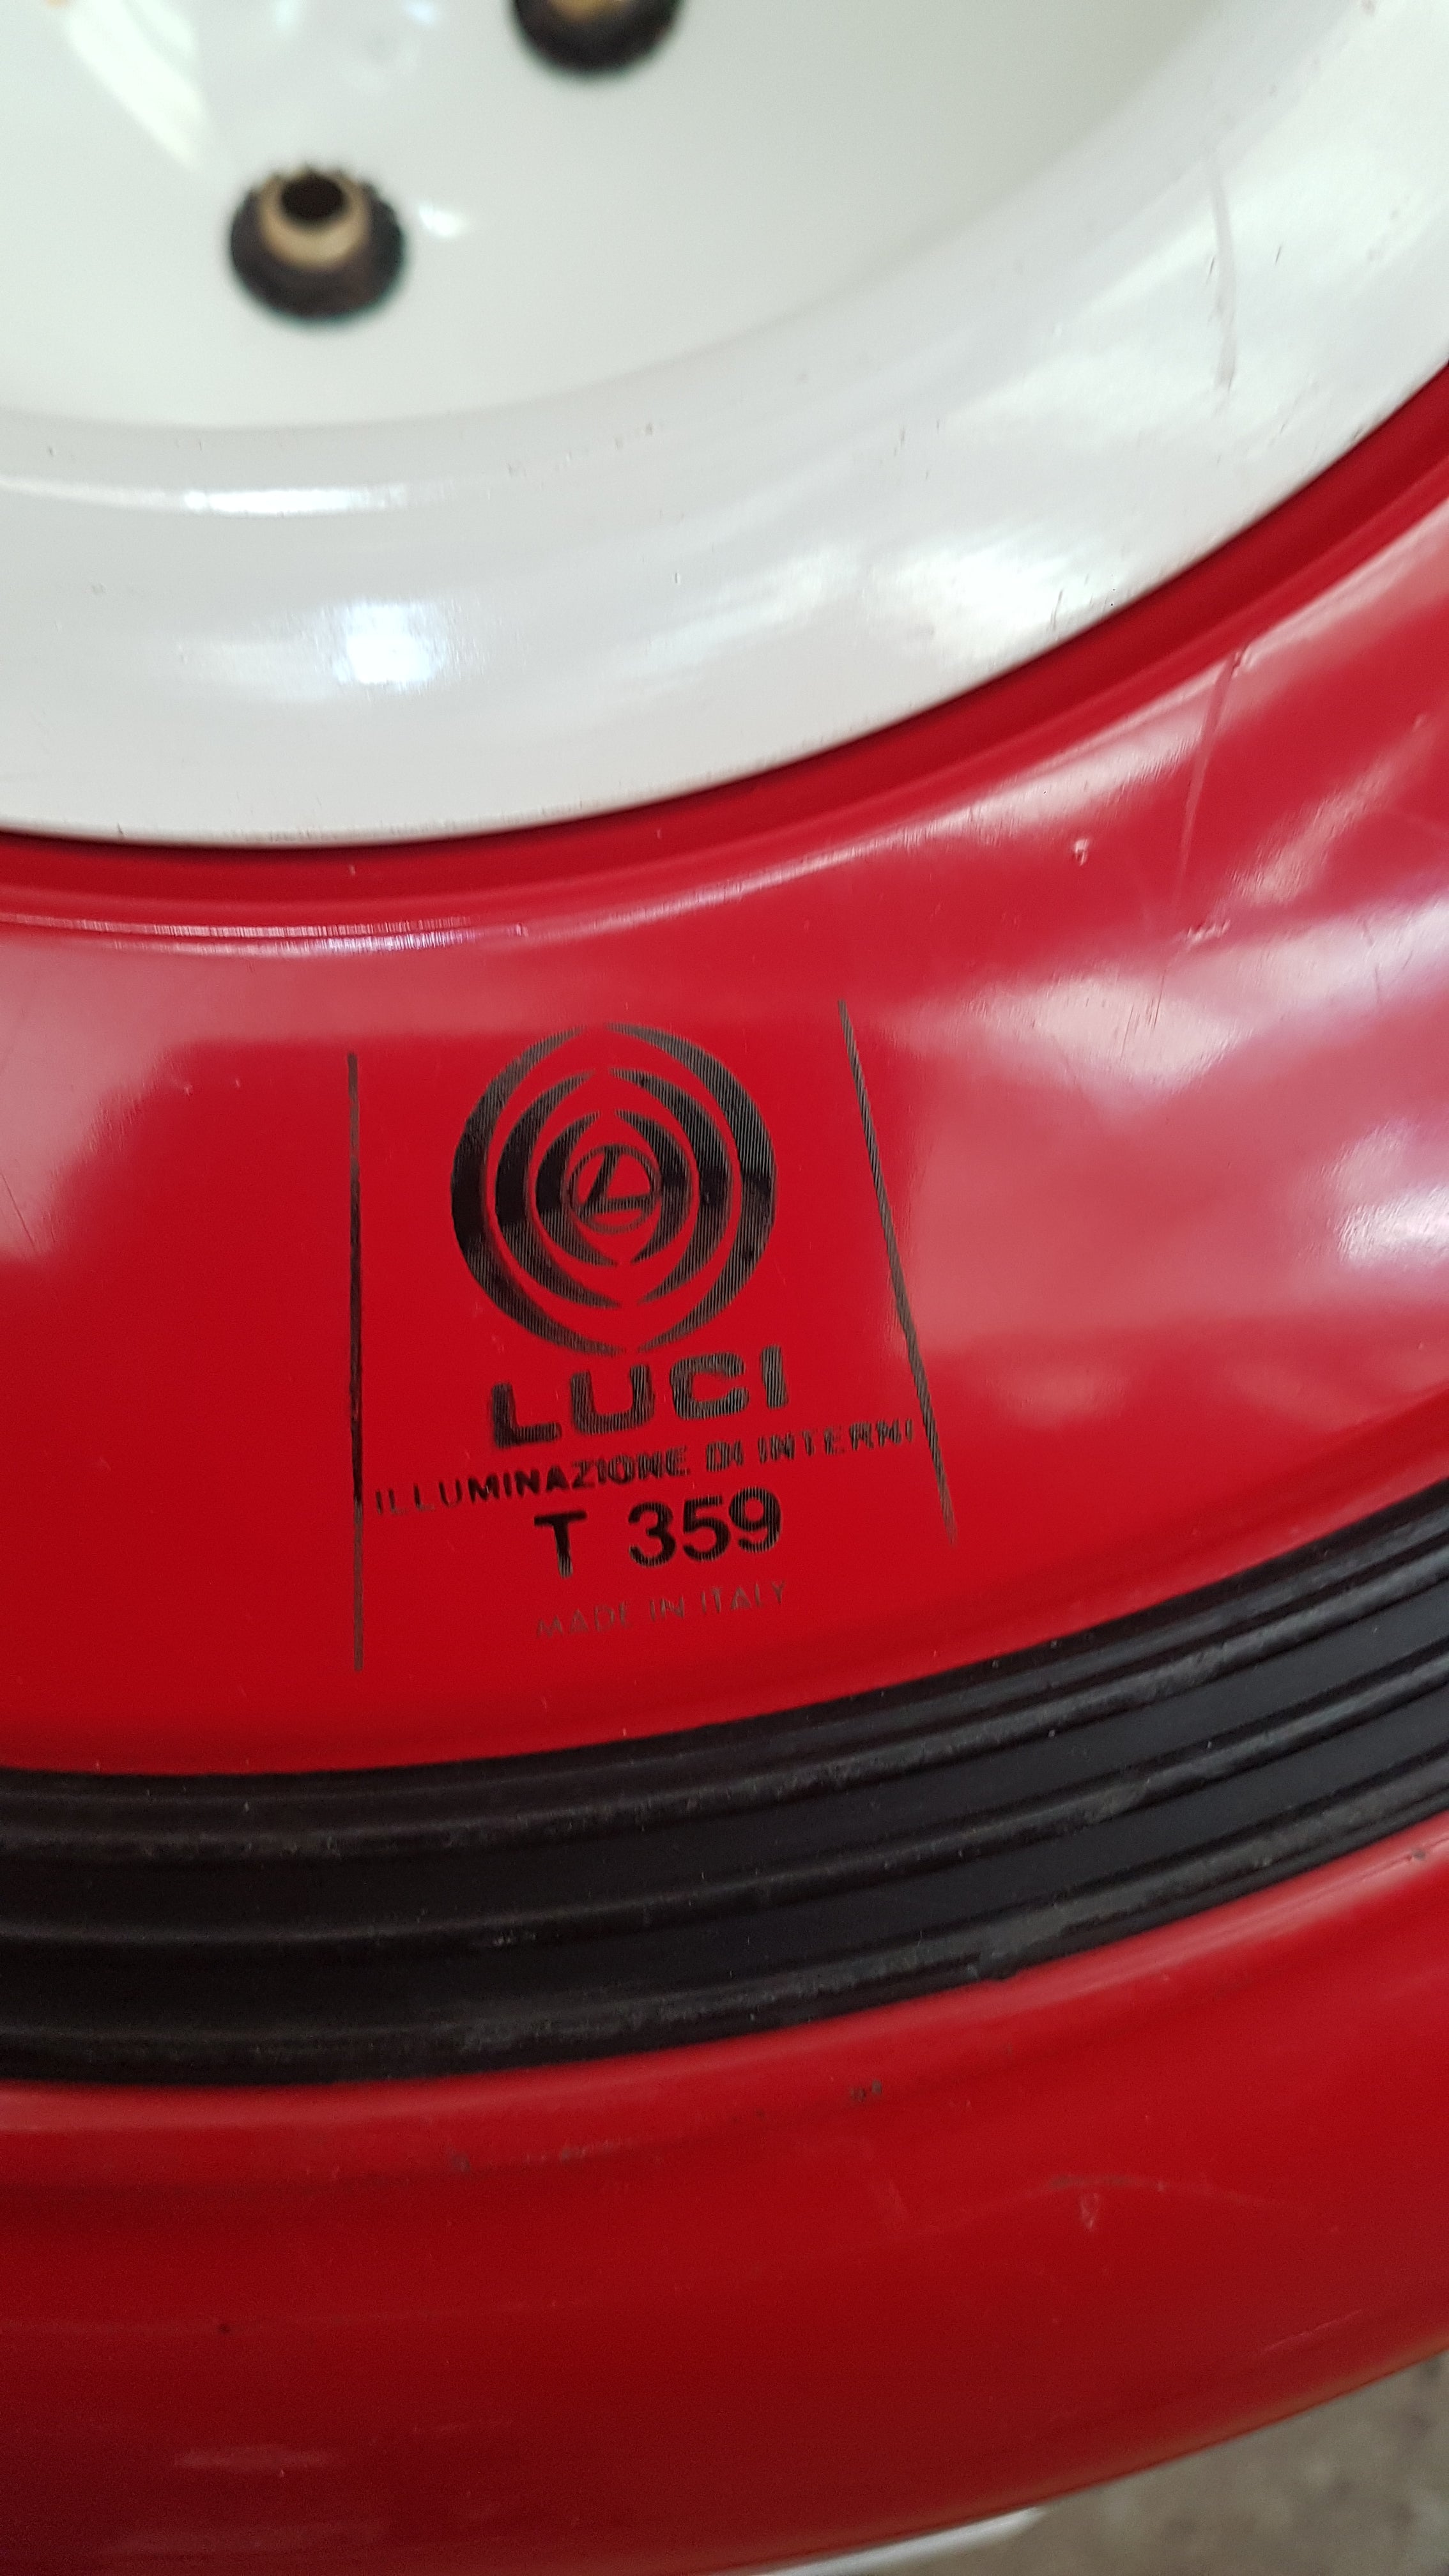 L
LUCI
ILLUMINAZIONE DI INTERNI
T 359
MADE IN ITALY